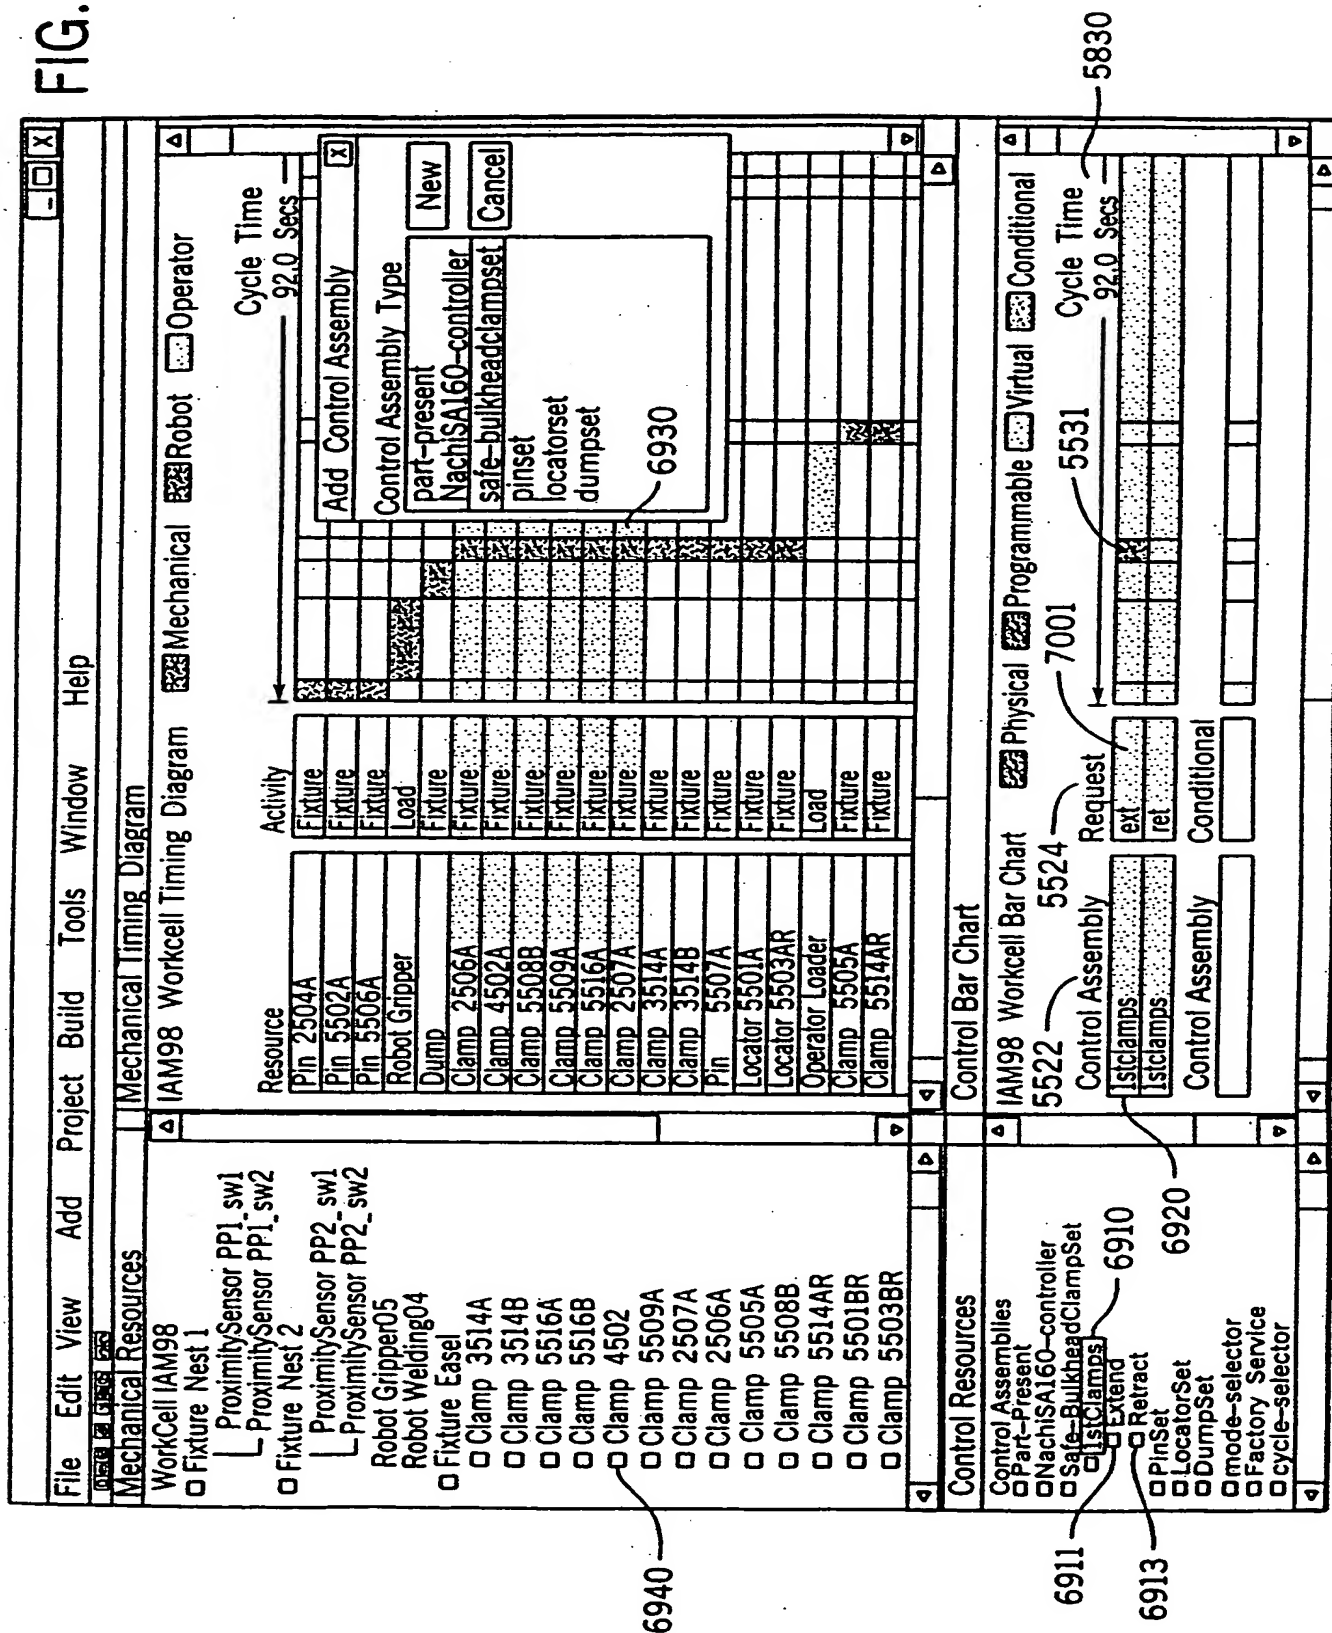 FIG.
File Edit View Add Project Build Tools Window Help
Mechanical Resources
WorkCell IAM98
Fixture Nest 1
ProximitySensor PP1_sw1
ProximitySensor PP1_sw2
Fixture Nest 2
ProximitySensor PP2_sw1
ProximitySensor PP2_sw2
Robot Gripper05
Robot Welding04
Fixture Easel
Clamp 3514A
Clamp 3514B
Clamp 5516A
Clamp 5516B
Clamp 4502
Clamp 5509A
Clamp 2507A
Clamp 2506A
Clamp 5505A
Clamp 5508B
Clamp 5514AR
Clamp 5501BR
Clamp 5503BR
6940
Mechanical Timing Diagram
IAM98 Workcell Timing Diagram Mechanical Robot Operator
Cycle Time
92.0 Secs
Resource Activity
Pin 2504A Fixture
Pin 5502A Fixture
Pin 5506A Fixture
Robot Gripper Load
Dump Fixture
Clamp 2506A Fixture
Clamp 4502A Fixture
Clamp 5508B Fixture
Clamp 5509A Fixture
Clamp 5516A Fixture
Clamp 2507A Fixture
Clamp 3514A Fixture
Clamp 3514B Fixture
Pin 5507A Fixture
Locator 5501A Fixture
Locator 5503AR Fixture
Operator Loader Load
Clamp 5505A Fixture
Clamp 5514AR Fixture
Add Control Assembly X
Control Assembly Type
part-present
NachiSA160-controller
safe-bulkheadclampset
pinset
locatorset
dumpset
New
Cancel
6930
Control Resources
Control Assemblies
Part-Present
NachiSA160-controller
Safe-BulkheadClampSet
1stClamps
Extend
Retract
PinSet
LocatorSet
DumpSet
mode-selector
Factory Service
cycle-selector
6910
6911
6913
6920
Control Bar Chart
IAM98 Workcell Bar Chart Physical Programmable Virtual Conditional
5522 5524 7001 5531 5830
Control Assembly Request Cycle Time
92.0 Secs
1stclamps ext
1stclamps ret
Control Assembly Conditional